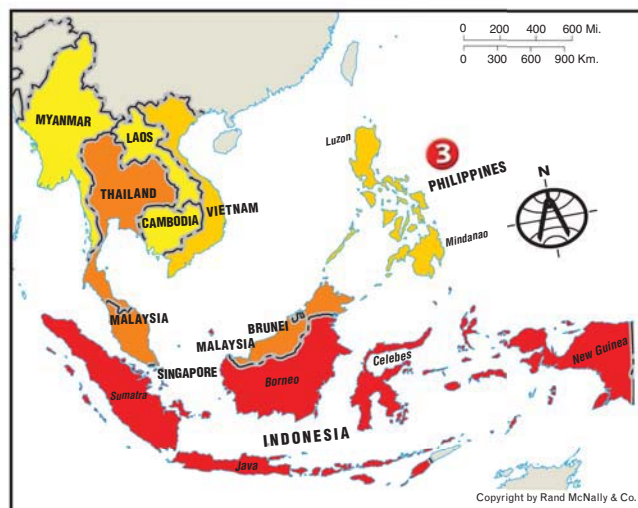 0 200 400 600 Mi.
0 300 600 900 Km.
MYANMAR
LAOS
Luzon
3
PHILIPPINES
N
THAILAND
VIETNAM
CAMBODIA
Mindanao
MALAYSIA
BRUNEI
MALAYSIA
SINGAPORE
Celebes
New Guinea
Borneo
Sumatra
INDONESIA
Java
Copyright by Rand McNally & Co.